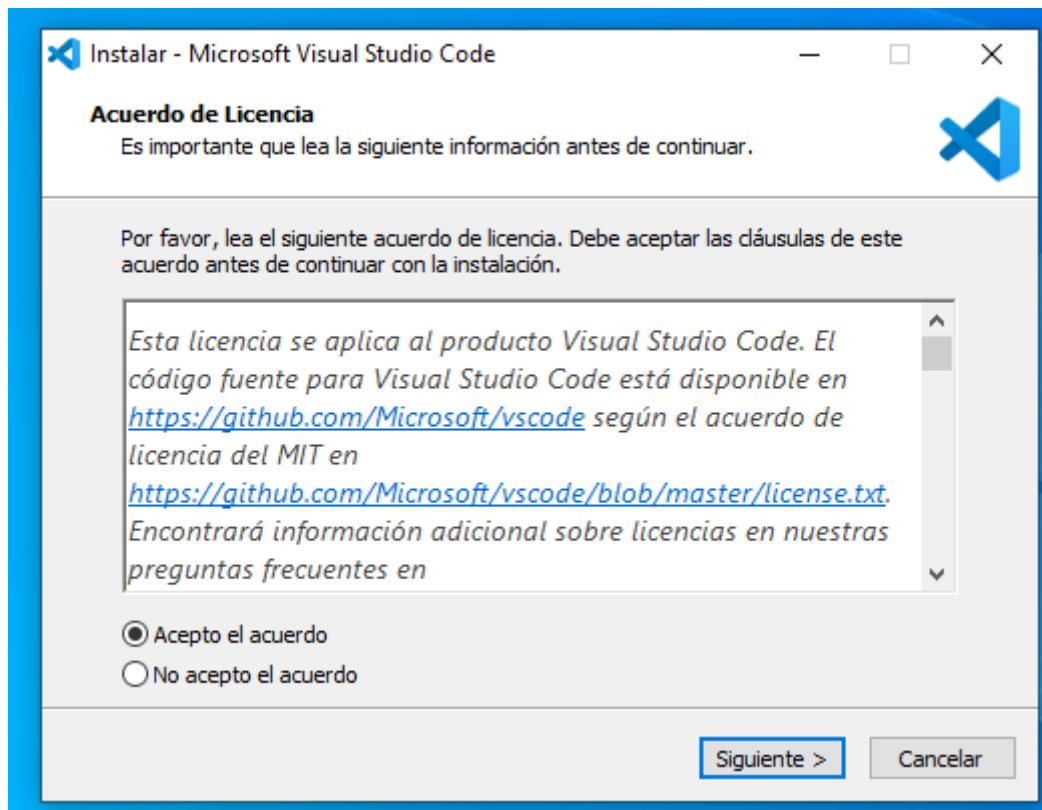 Instalar - Microsoft Visual Studio Code
Acuerdo de Licencia
Es importante que lea la siguiente información antes de continuar.
Por favor, lea el siguiente acuerdo de licencia. Debe aceptar las cláusulas de este
acuerdo antes de continuar con la instalación.
Esta licencia se aplica al producto Visual Studio Code. El
código fuente para Visual Studio Code está disponible en
https://github.com/Microsoft/vscode según el acuerdo de
licencia del MIT en
https://github.com/Microsoft/vscode/blob/master/license.txt.
Encontrará información adicional sobre licencias en nuestras
preguntas frecuentes en
Acepto el acuerdo
No acepto el acuerdo
Siguiente > Cancelar